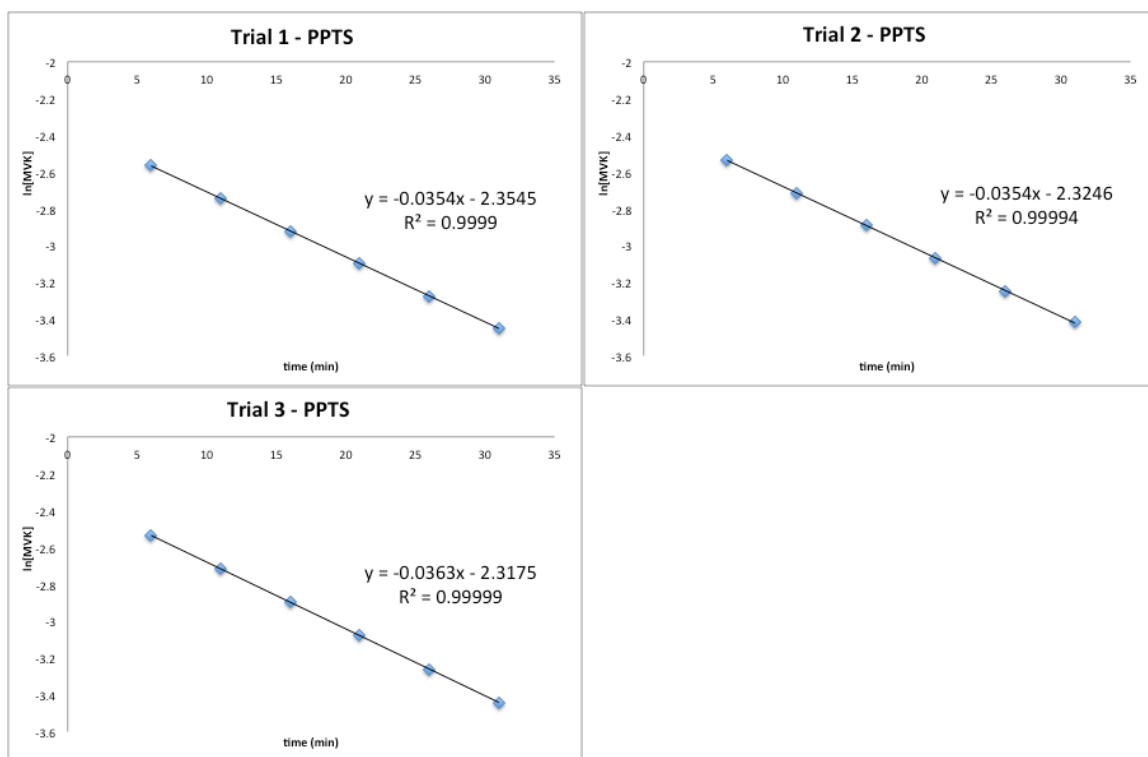 Trial 1 - PPTS
-2
0 5 10 15 20 25 30 35
-2.2
-2.4
-2.6
-2.8
-3
-3.2
-3.4
-3.6
ln[MVK]
y = -0.0354x - 2.3545
R² = 0.9999
time (min)
Trial 2 - PPTS
-2
0 5 10 15 20 25 30 35
-2.2
-2.4
-2.6
-2.8
-3
-3.2
-3.4
-3.6
ln[MVK]
y = -0.0354x - 2.3246
R² = 0.99994
time (min)
Trial 3 - PPTS
-2
0 5 10 15 20 25 30 35
-2.2
-2.4
-2.6
-2.8
-3
-3.2
-3.4
-3.6
ln[MVK]
y = -0.0363x - 2.3175
R² = 0.99999
time (min)